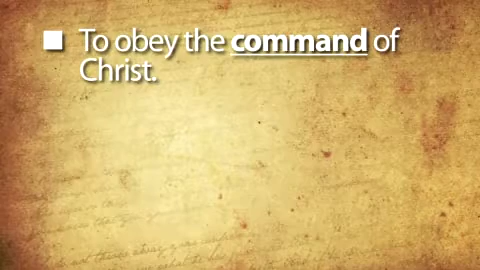 To obey the command of
Christ.